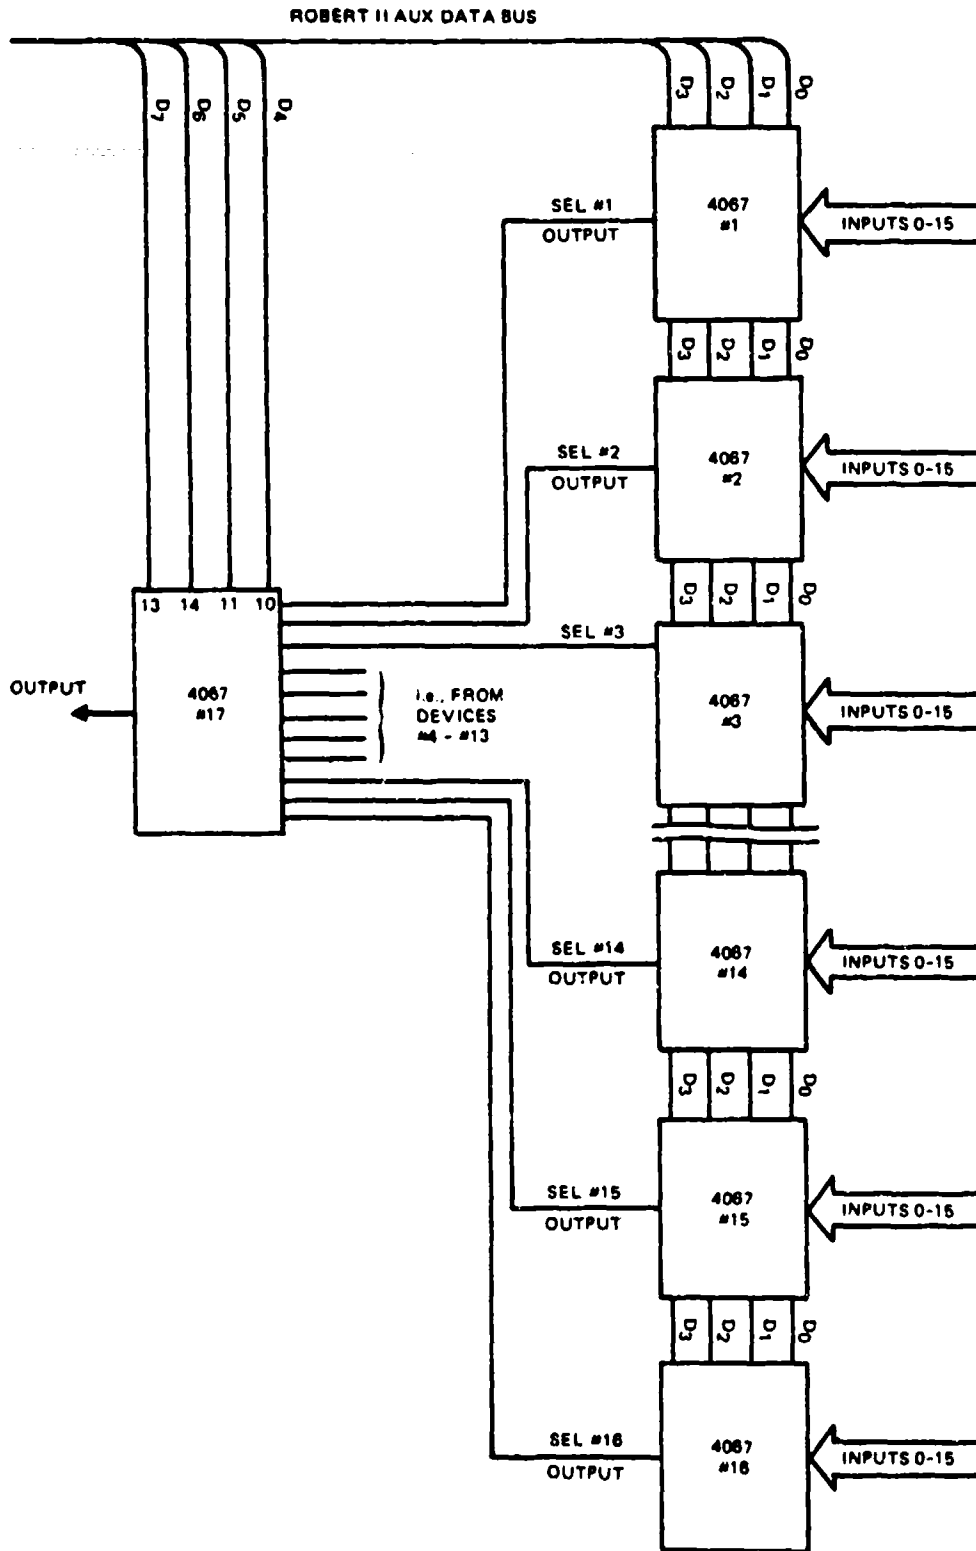 ROBERT II AUX DATA BUS
D7 D6 D5 D4
D3 D2 D1 D0
4067
#1
SEL #1
OUTPUT
INPUTS 0-15
D3 D2 D1 D0
4067
#2
SEL #2
OUTPUT
INPUTS 0-15
D3 D2 D1 D0
13 14 11 10
SEL #3
4067
#3
INPUTS 0-15
OUTPUT
4067
#17
i.e., FROM
DEVICES
#4 - #13
4067
#14
SEL #14
OUTPUT
INPUTS 0-15
D3 D2 D1 D0
4067
#15
SEL #15
OUTPUT
INPUTS 0-15
D3 D2 D1 D0
4067
#16
SEL #16
OUTPUT
INPUTS 0-15